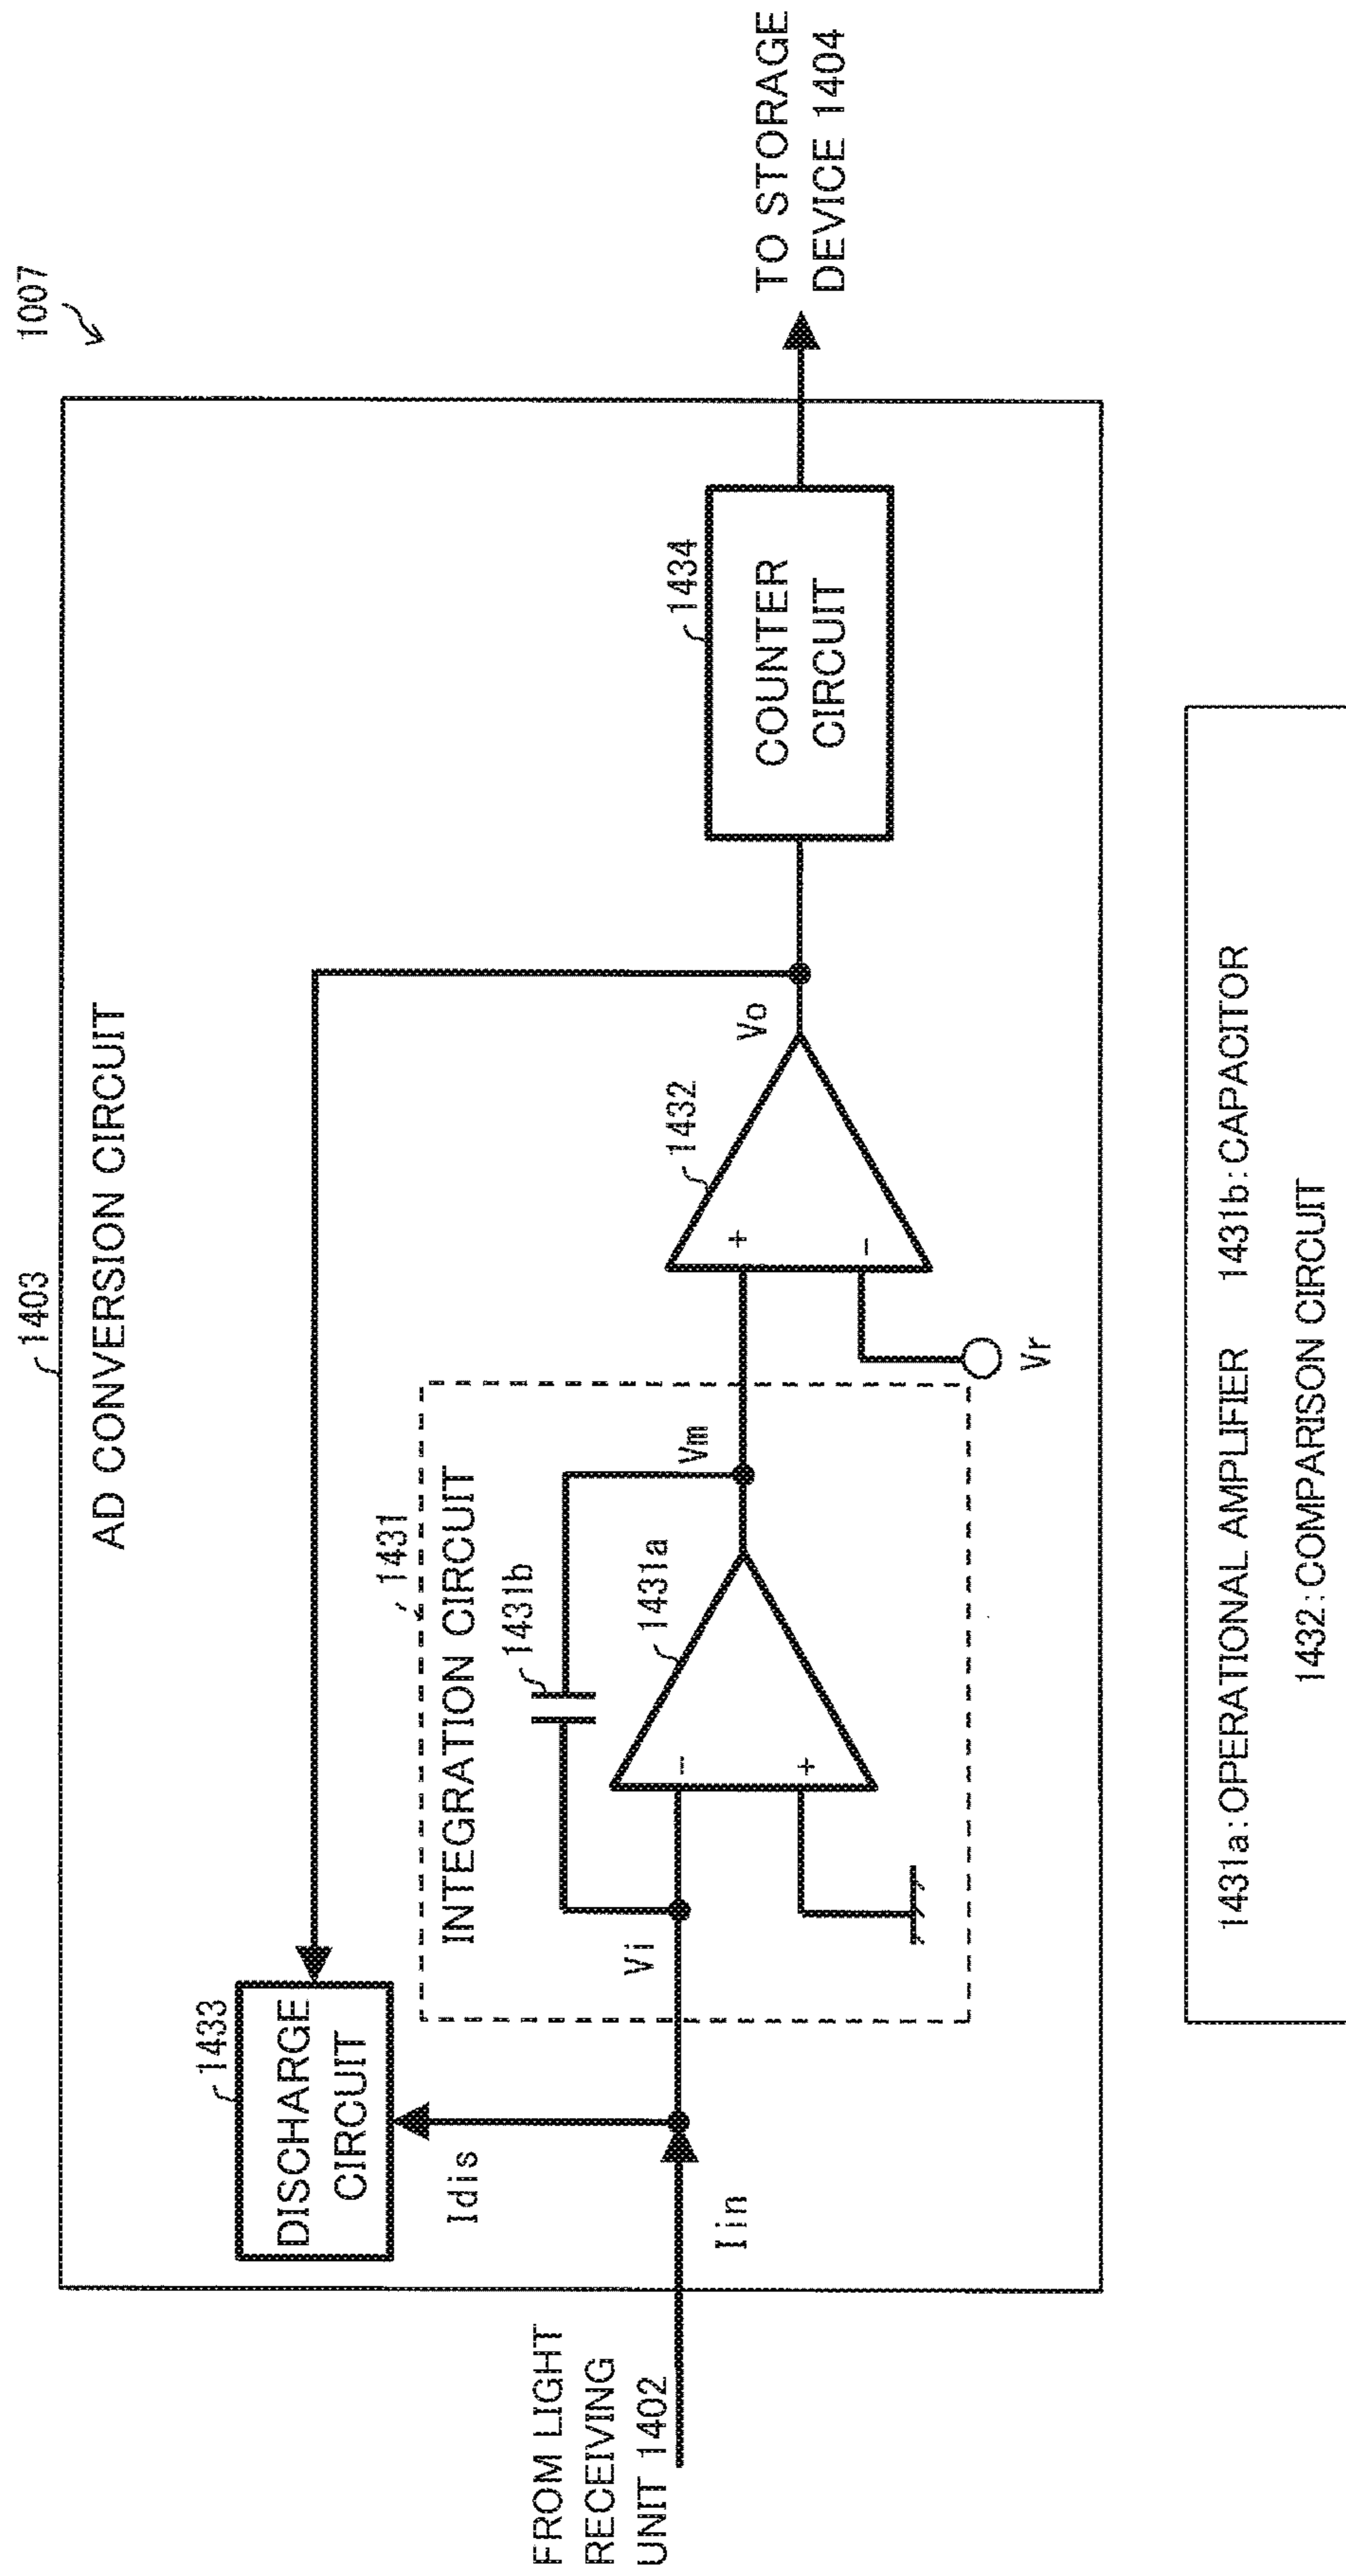 1007
1403
AD CONVERSION CIRCUIT
1433
DISCHARGE
CIRCUIT
Idis
FROM LIGHT
RECEIVING
UNIT 1402
Iin
1431
INTEGRATION CIRCUIT
1431b
1431a
Vi
-
+
Vm
1432
+
-
Vr
Vo
1434
COUNTER
CIRCUIT
TO STORAGE
DEVICE 1404
1431a:OPERATIONAL AMPLIFIER 1431b:CAPACITOR
1432:COMPARISON CIRCUIT